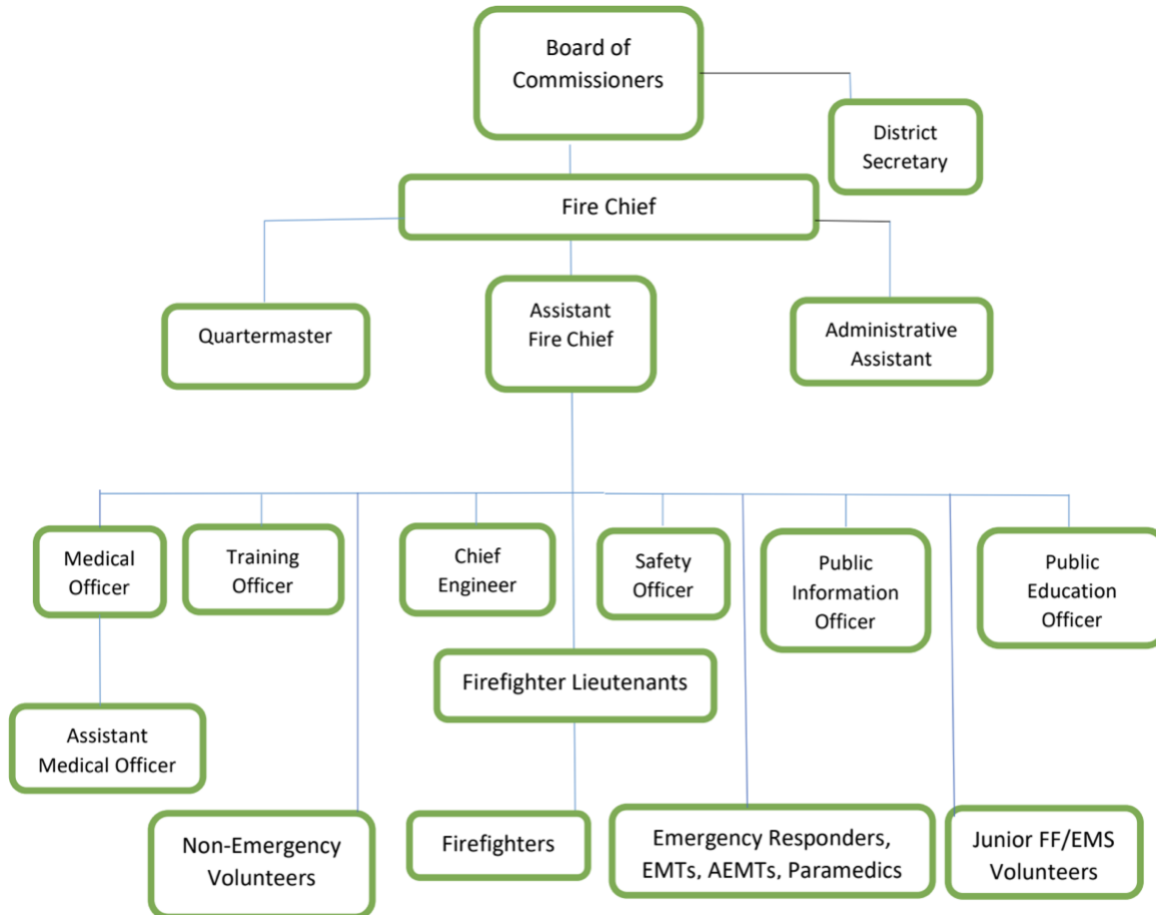 Board of
Commissioners
District
Secretary
Fire Chief
Quartermaster
Assistant
Fire Chief
Administrative
Assistant
Medical
Officer
Training
Officer
Chief
Engineer
Safety
Officer
Public
Information
Officer
Public
Education
Officer
Firefighter Lieutenants
Assistant
Medical Officer
Non-Emergency
Volunteers
Firefighters
Emergency Responders,
EMTs, AEMTs, Paramedics
Junior FF/EMS
Volunteers